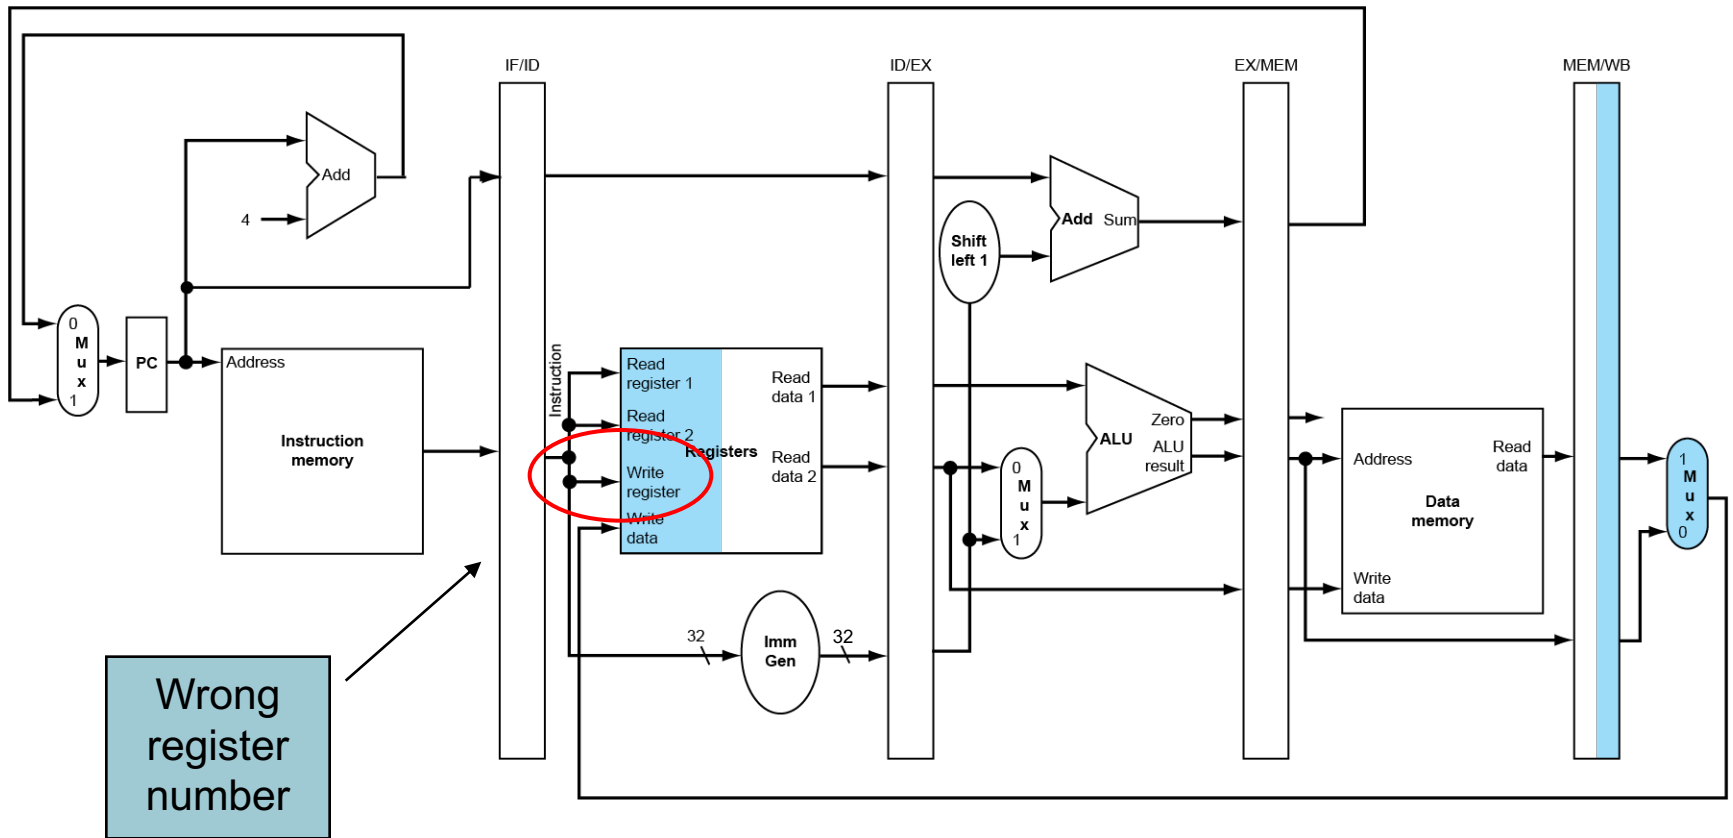 IF/ID
ID/EX
EX/MEM
MEM/WB
Add
4
Add Sum
Shift
left 1
0
M
u
x
1
PC
Address
Instruction
memory
Instruction
Read
register 1
Read
register 2
Registers
Write
register
Write
data
Read
data 1
Read
data 2
0
M
u
x
1
Zero
ALU
ALU
result
Address
Read
data
Data
memory
Write
data
1
M
u
x
0
32
Imm
Gen
32
Wrong
register
number